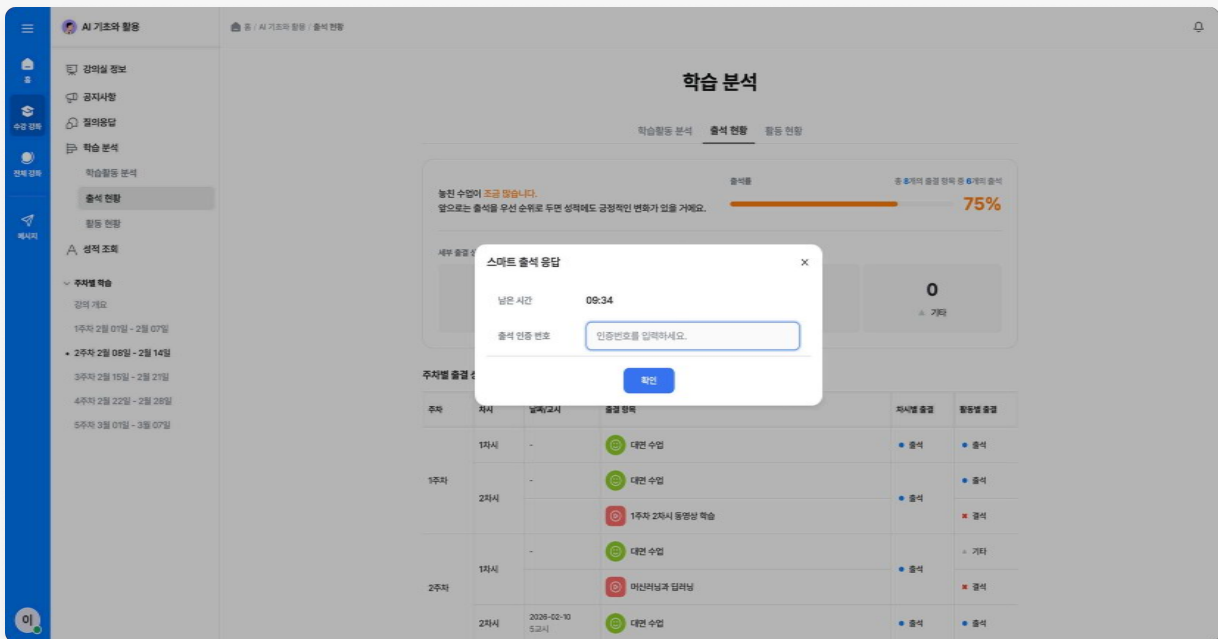 AI 기초와 활용
홈 / AI 기초와 활용 / 출석 현황
홈
수강 강좌
전체 강좌
메시지
이
강의실 정보
공지사항
질의응답
학습 분석
학습활동 분석
출석 현황
활동 현황
성적 조회
주차별 학습
강의 개요
1주차 2월 01일 - 2월 07일
2주차 2월 08일 - 2월 14일
3주차 2월 15일 - 2월 21일
4주차 2월 22일 - 2월 28일
5주차 3월 01일 - 3월 07일
학습 분석
학습활동 분석 출석 현황 활동 현황
놓친 수업이 조금 많습니다.
앞으로는 출석을 우선 순위로 두면 성적에도 긍정적인 변화가 있을 거예요.
출석률 총 8개의 출결 항목 중 6개의 출석
75%
세부 출결
0
기타
스마트 출석 응답
남은 시간 09:34
출석 인증 번호 인증번호를 입력하세요.
확인
주차별 출결
주차 차시 날짜/교시 출결 항목 차시별 출결 활동별 출결
1주차 1차시 - 대면 수업 출석 출석
2차시 - 대면 수업 출석 출석
1주차 2차시 동영상 학습 결석
2주차 1차시 - 대면 수업 출석 기타
머신러닝과 딥러닝 결석
2차시 2026-02-10 대면 수업 출석 출석
5교시